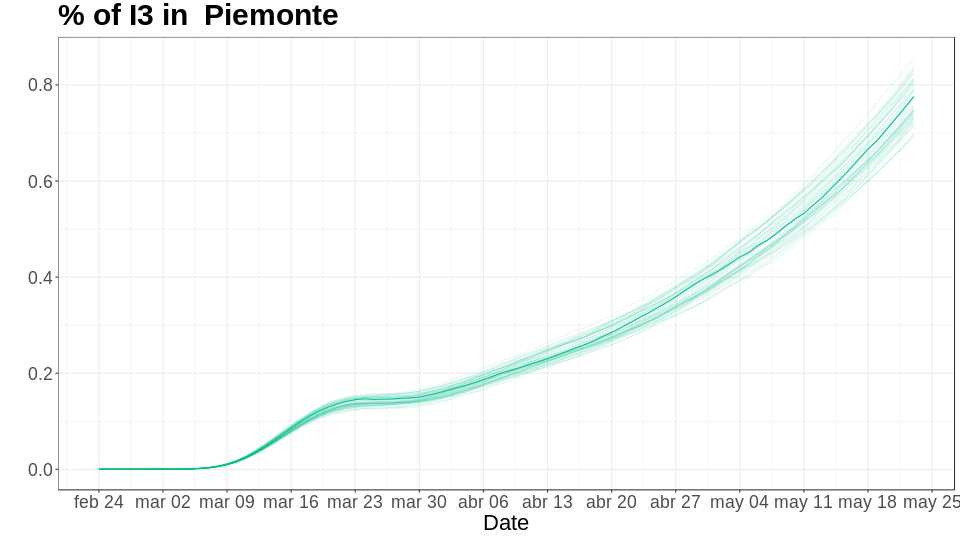 % of I3 in  Piemonte
0.8
0.6
0.4
0.2
0.0
feb 24 mar 02 mar 09 mar 16 mar 23 mar 30 abr 06 abr 13 abr 20 abr 27 may 04 may 11 may 18 may 25
Date